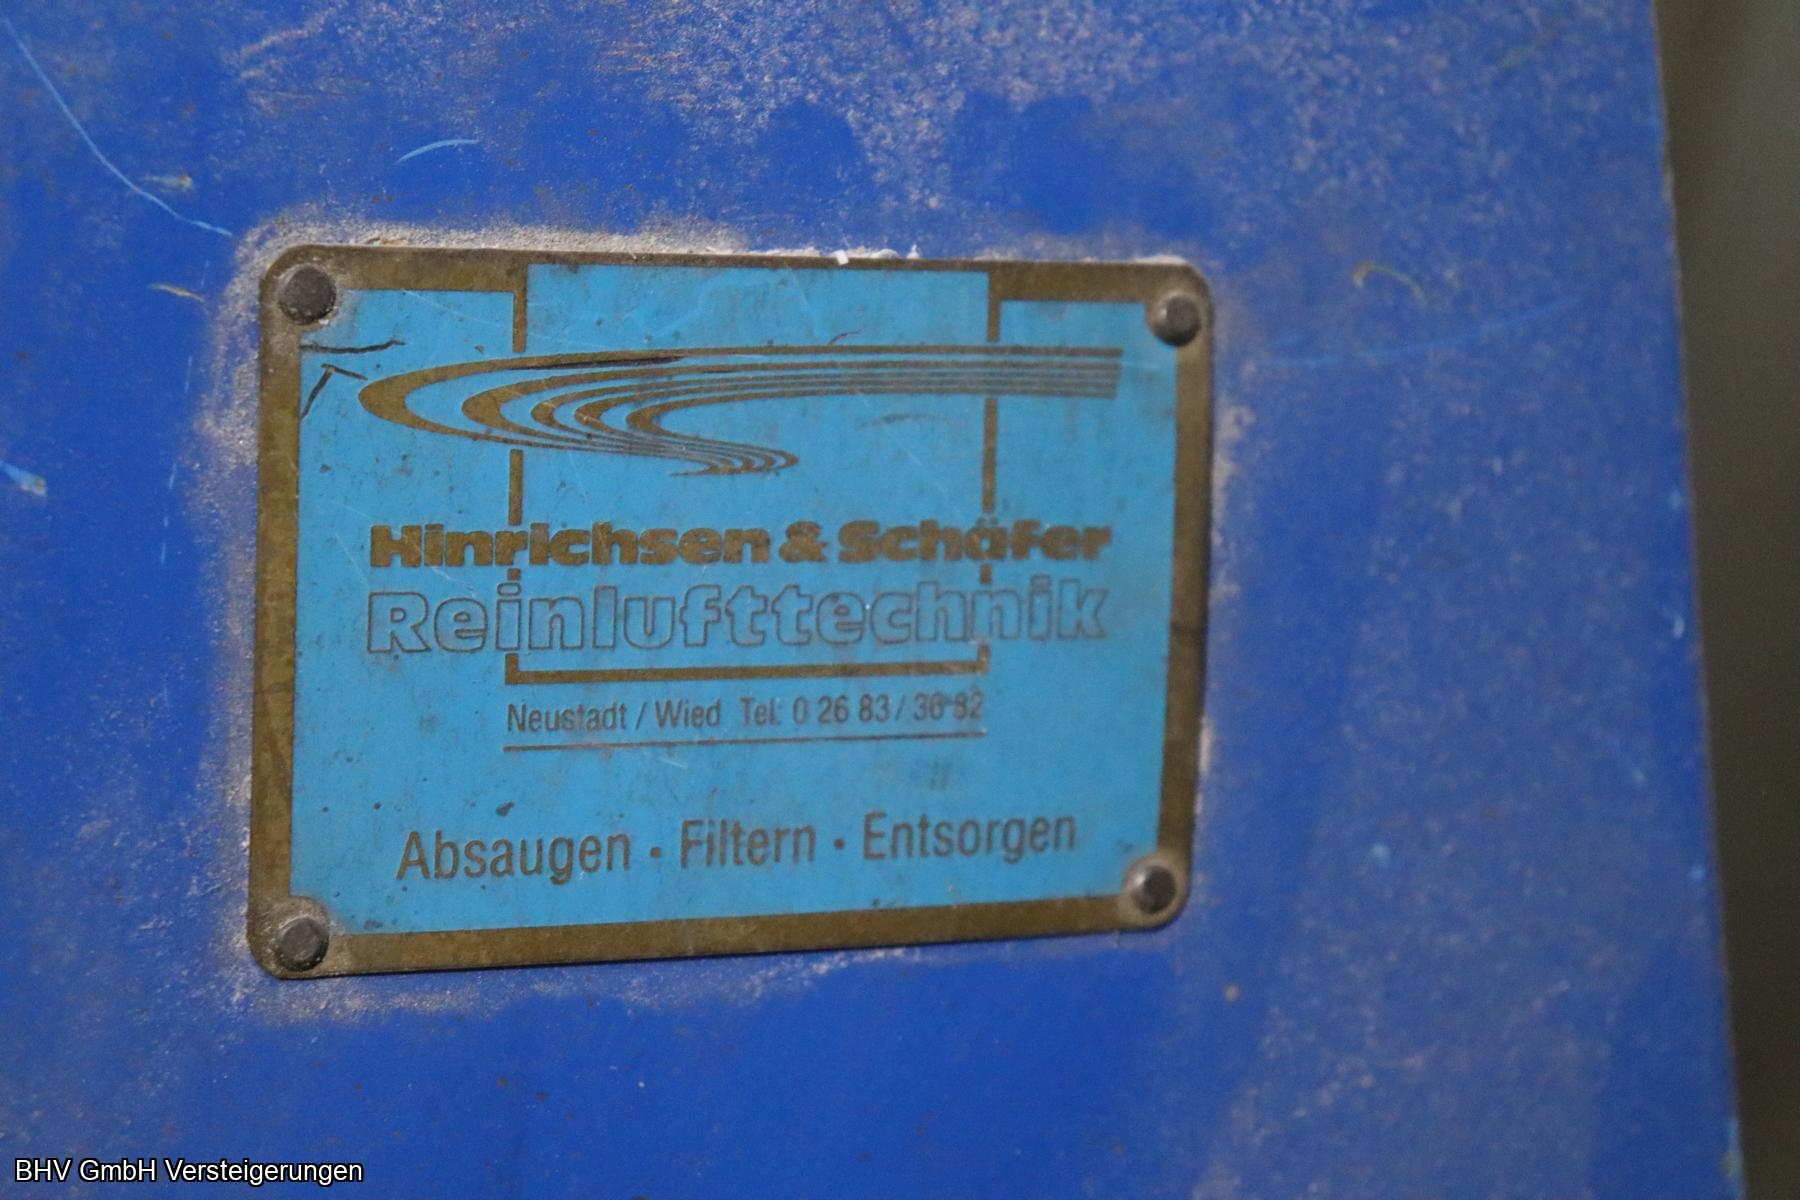 Hinrichsen & Schäfer
Reinlufttechnik
Neustadt / Wied Tel: 0 26 83 / 36 82
Absaugen · Filtern · Entsorgen
BHV GmbH Versteigerungen